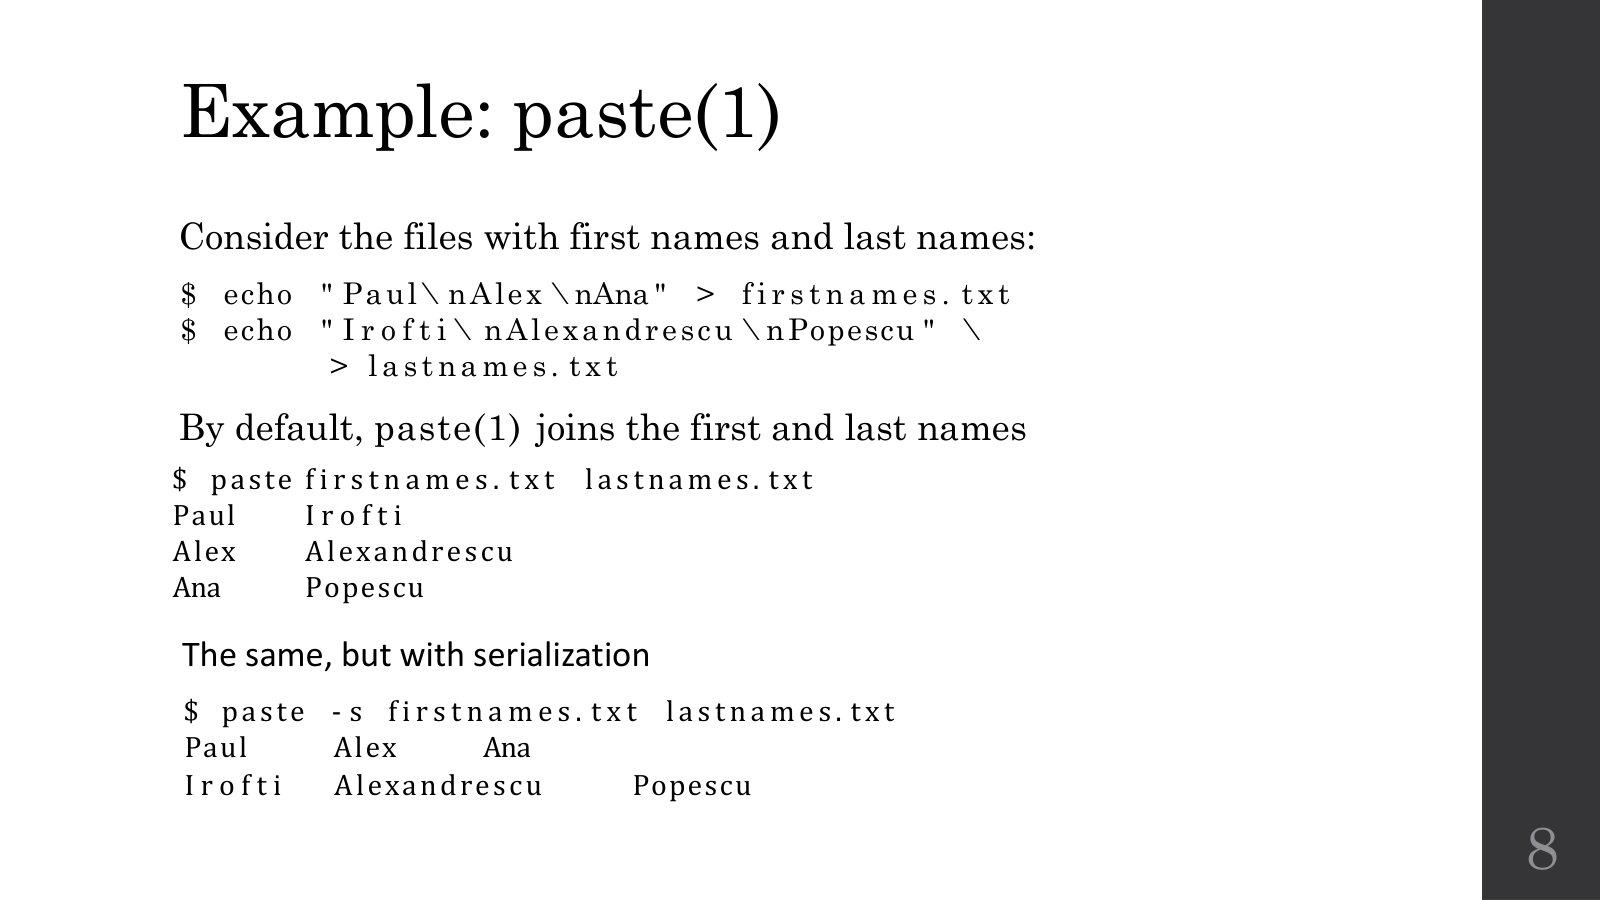 Example: paste(1)
Consider the files with first names and last names:
$ echo "Paul\nAlex\nAna" > firstnames.txt
$ echo "Irofti\nAlexandrescu\nPopescu" \
> lastnames.txt
By default, paste(1) joins the first and last names
$ paste firstnames.txt lastnames.txt
Paul Irofti
Alex Alexandrescu
Ana Popescu
The same, but with serialization
$ paste -s firstnames.txt lastnames.txt
Paul Alex Ana
Irofti Alexandrescu Popescu
8